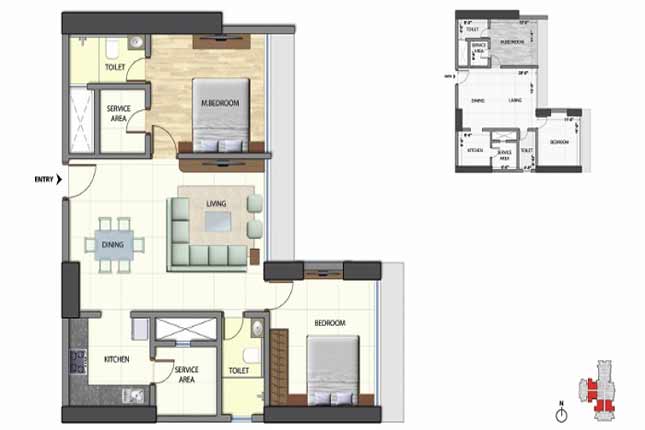 TOILET
SERVICE
AREA
M.BEDROOM
ENTRY
LIVING
DINING
BEDROOM
KITCHEN
SERVICE
AREA
TOILET
TOILET
SERVICE
AREA
M.BEDROOM
DINING
LIVING
KITCHEN
SERVICE
AREA
TOILET
BEDROOM
N